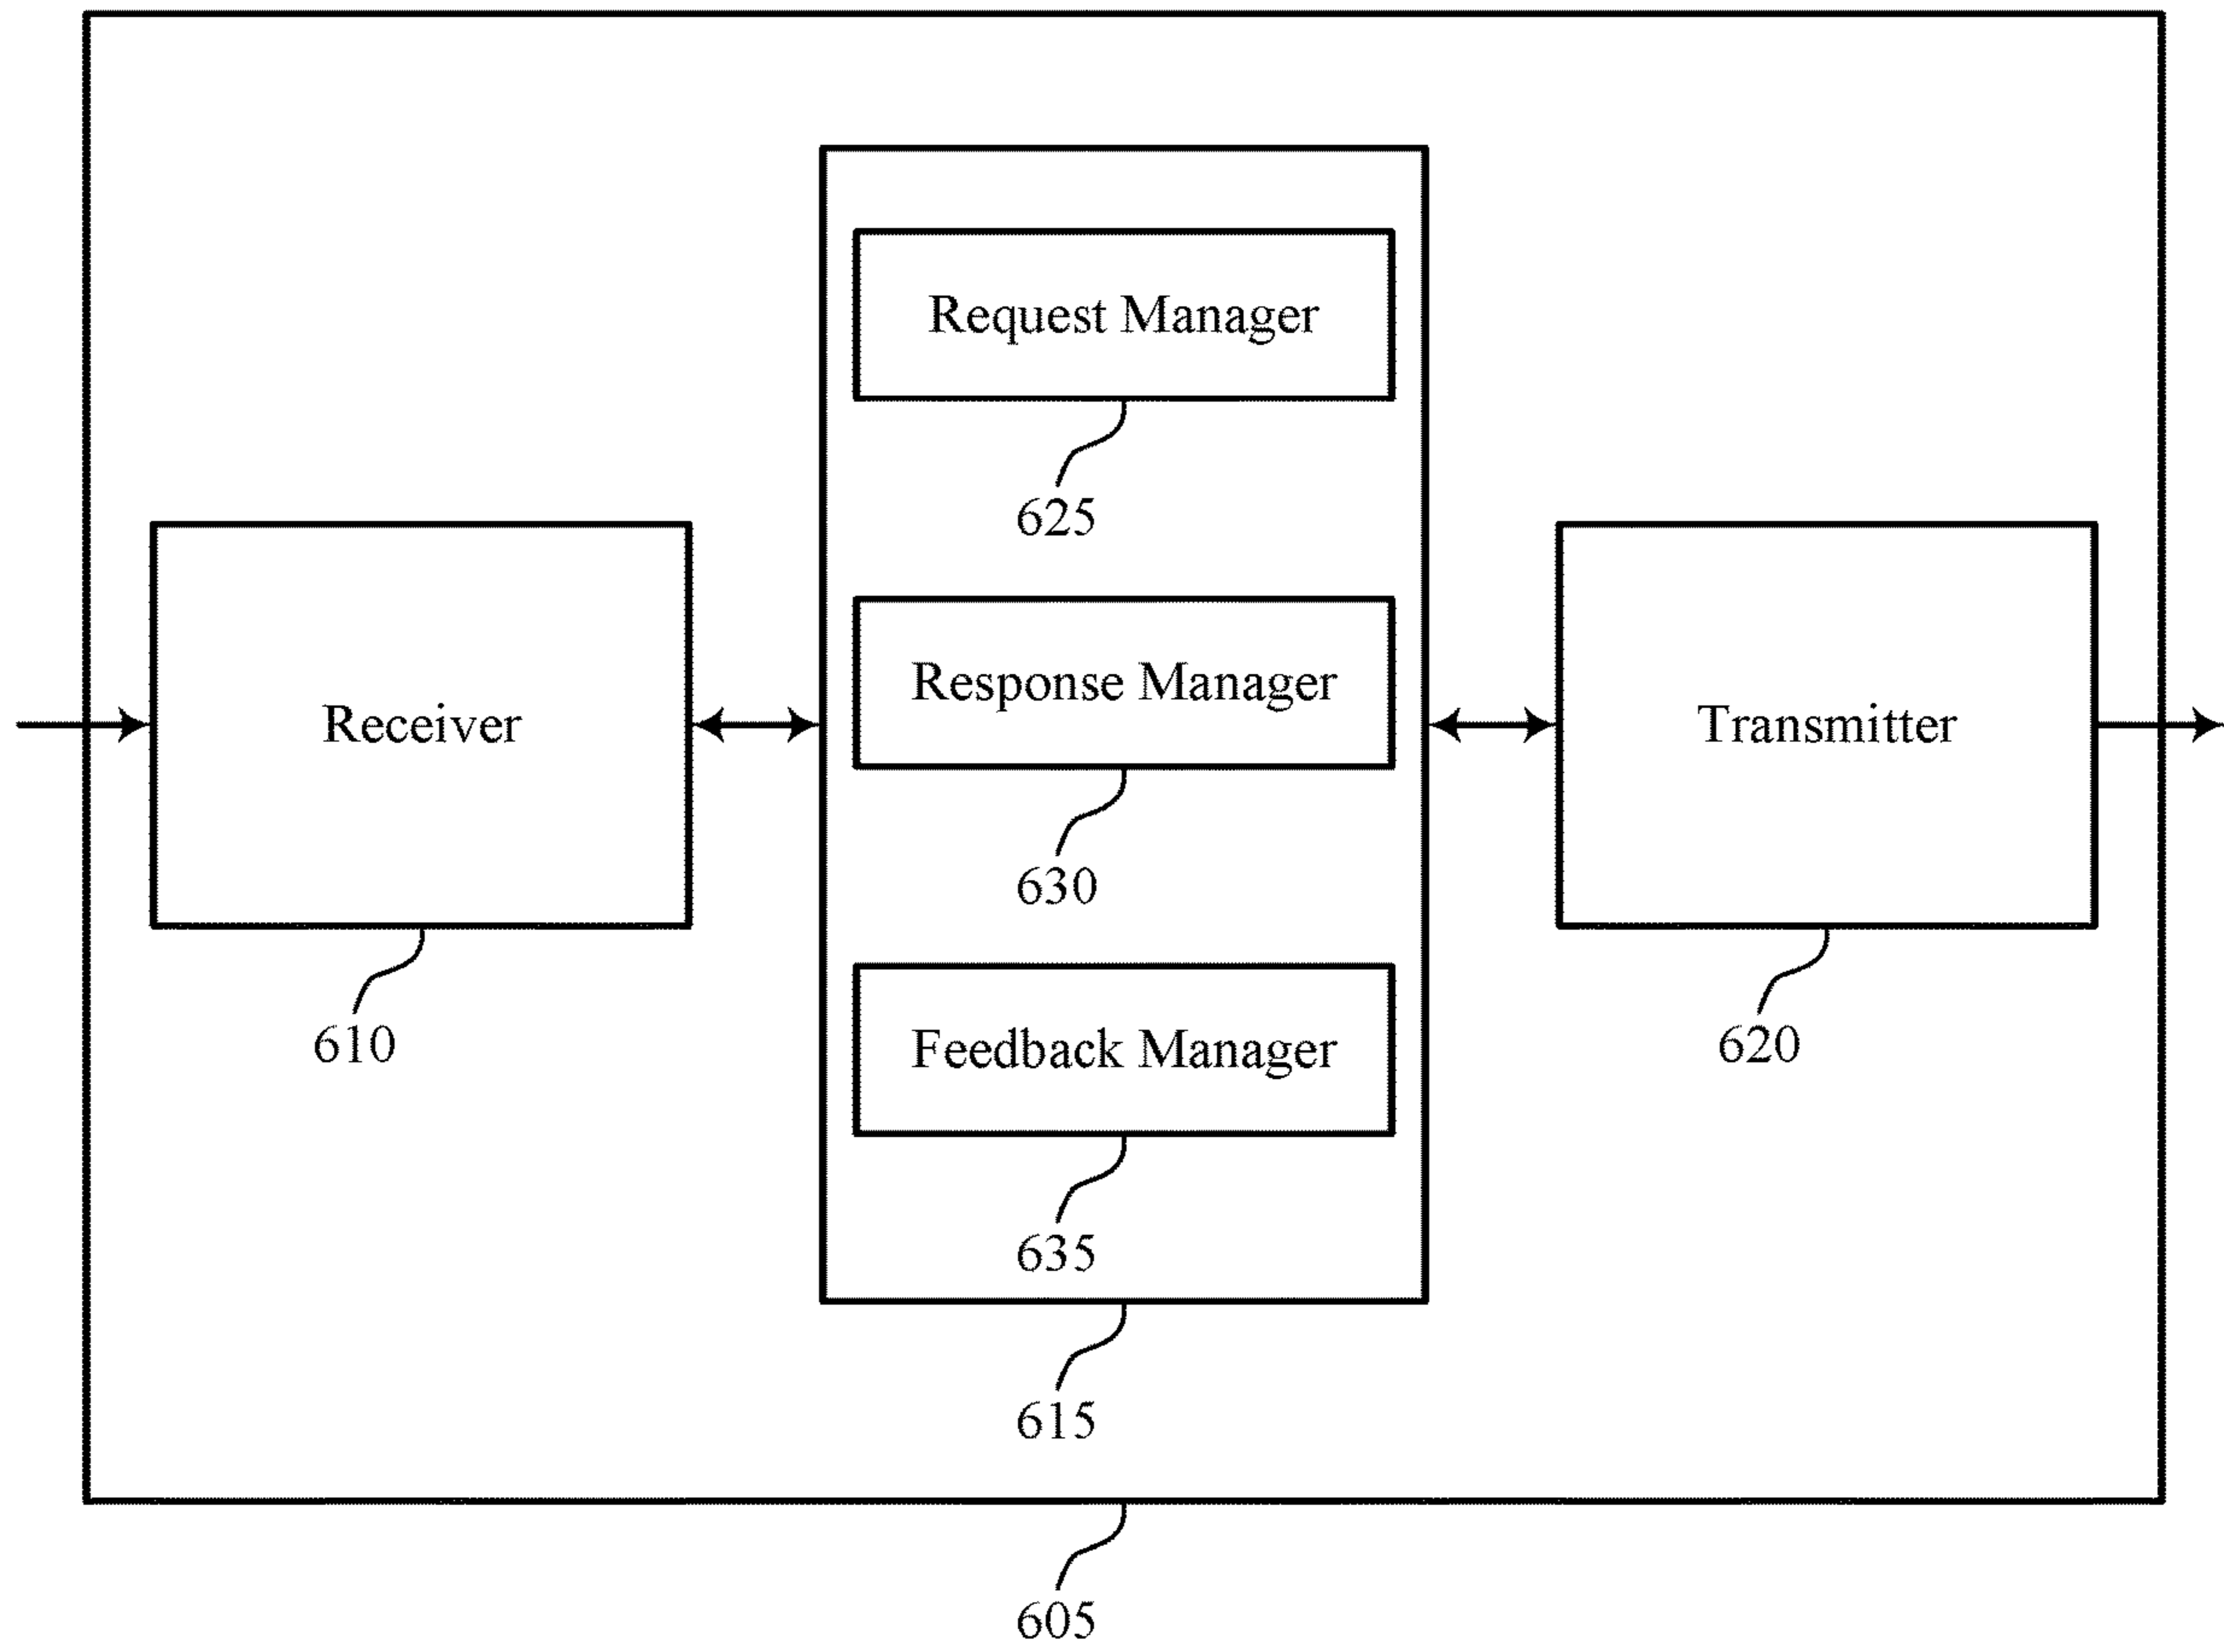 Request Manager
625
Receiver
610
Response Manager
630
Transmitter
620
Feedback Manager
635
615
605